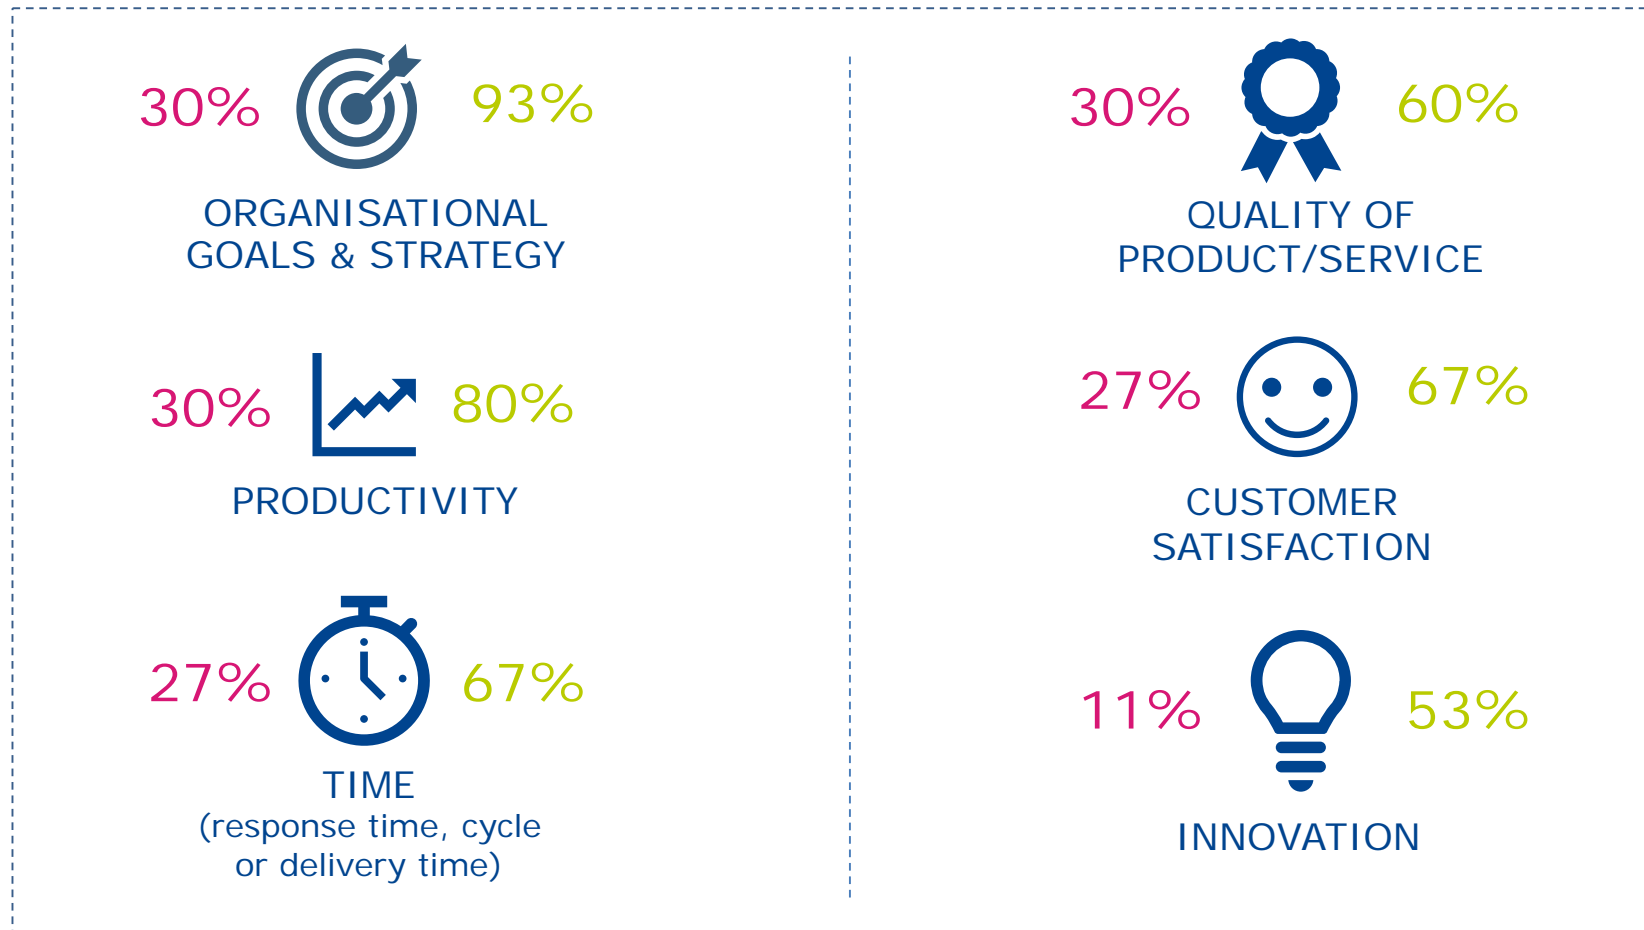 30% 93%
ORGANISATIONAL
GOALS & STRATEGY
30% 80%
PRODUCTIVITY
27% 67%
TIME
(response time, cycle
or delivery time)
30% 60%
QUALITY OF
PRODUCT/SERVICE
27% 67%
CUSTOMER
SATISFACTION
11% 53%
INNOVATION